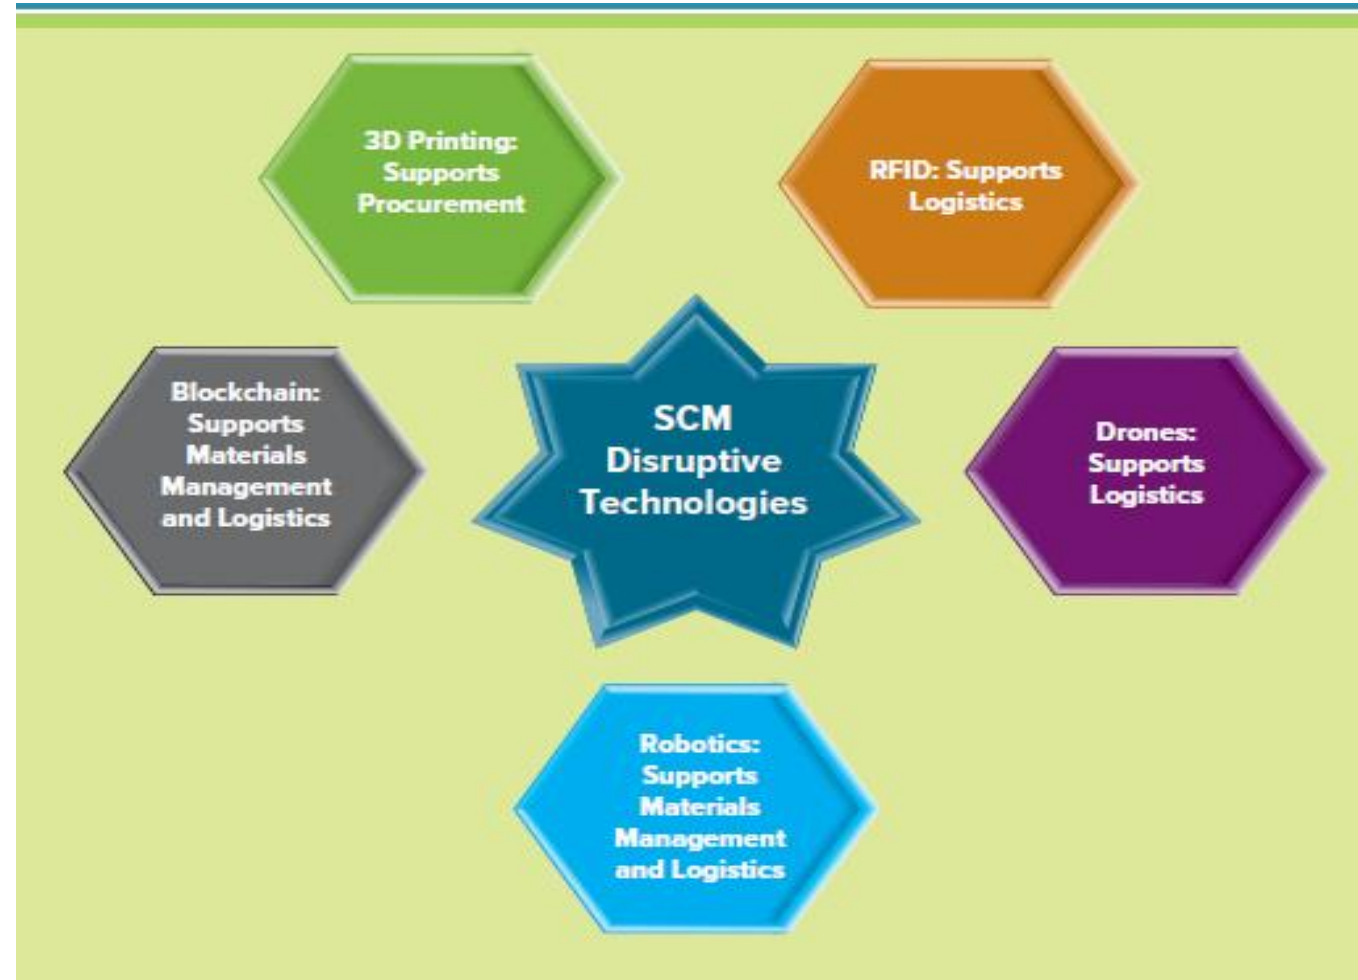 3D Printing:
Supports
Procurement
RFID: Supports
Logistics
Blockchain:
Supports
Materials
Management
and Logistics
SCM
Disruptive
Technologies
Drones:
Supports
Logistics
Robotics:
Supports
Materials
Management
and Logistics